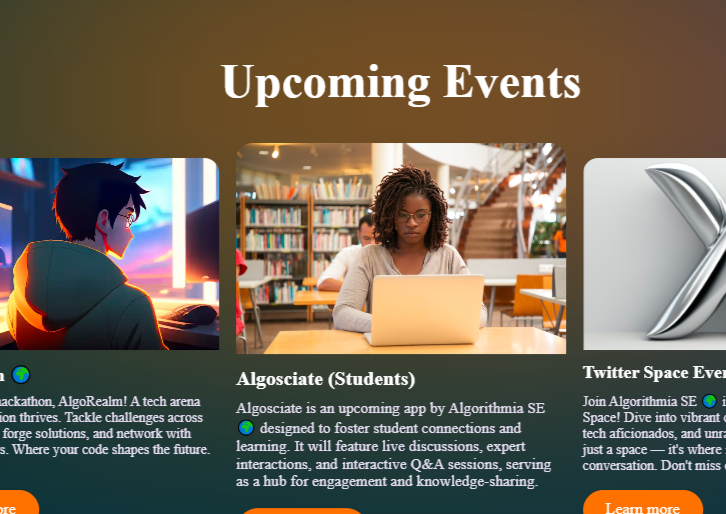 Upcoming Events
hackathon, AlgoRealm! A tech arena
thrives. Tackle challenges across
forge solutions, and network with
Where your code shapes the future.
Algosciate (Students)
Algosciate is an upcoming app by Algorithmia SE
designed to foster student connections and
learning. It will feature live discussions, expert
interactions, and interactive Q&A sessions, serving
as a hub for engagement and knowledge-sharing.
Twitter Space
Join Algorithmia SE
Space! Dive into vibrant
tech aficionados, and
just a space — it's where
conversation. Don't miss
Learn more